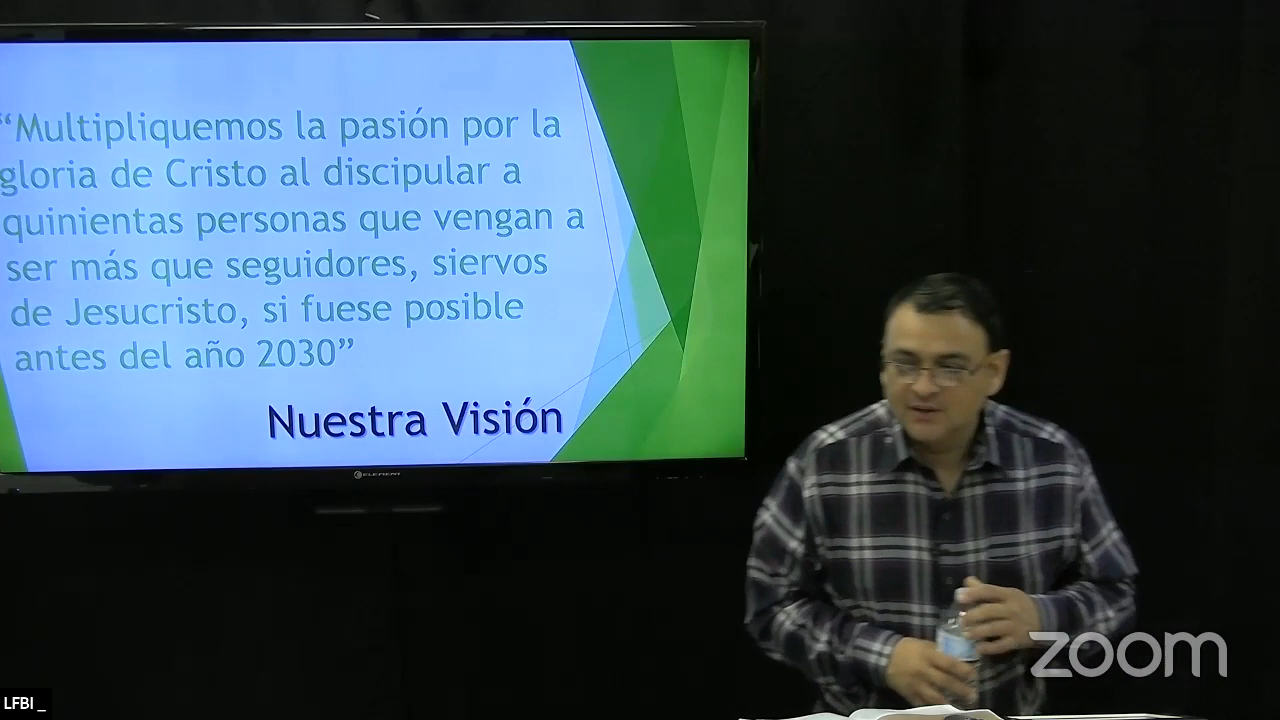 “Multipliquemos la pasión por la
gloria de Cristo al discipular a
quinientas personas que vengan a
ser más que seguidores, siervos
de Jesucristo, si fuese posible
antes del año 2030”
Nuestra Visión
ELEMENT
zoom
LFBI _